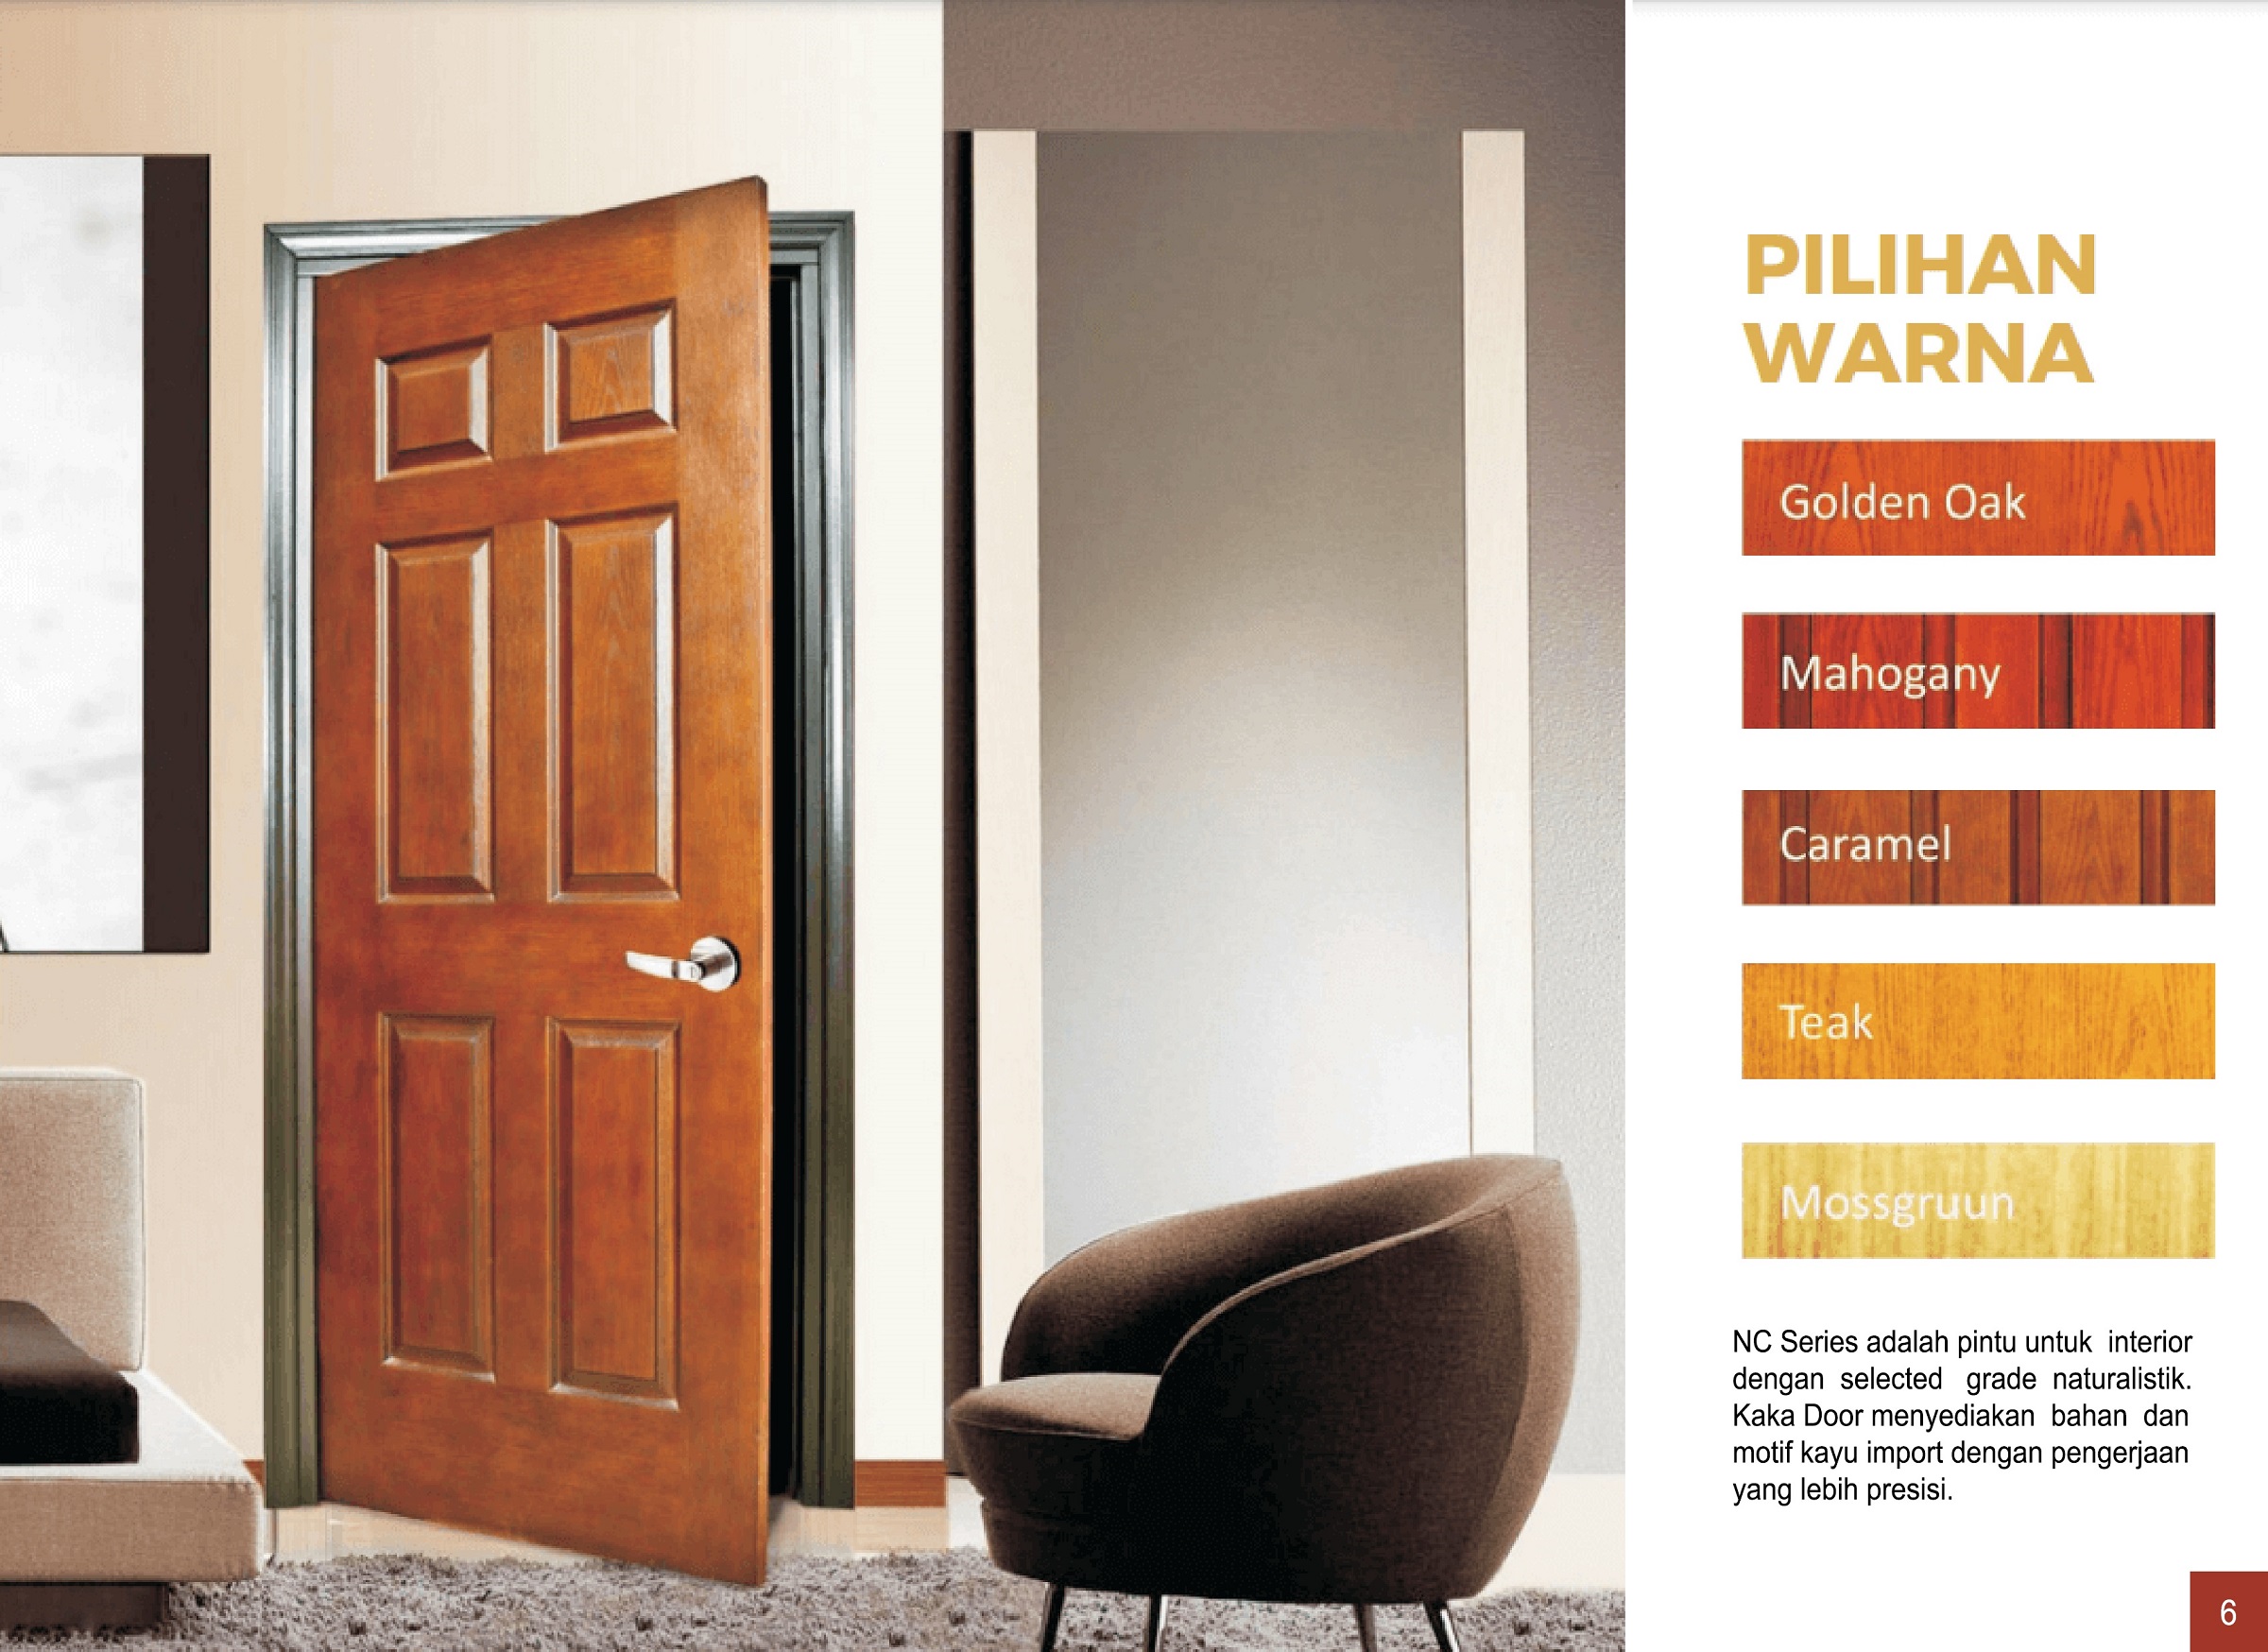 PILIHAN
WARNA
Golden Oak
Mahogany
Caramel
Teak
Mossgruun
NC Series adalah pintu untuk interior
dengan selected grade naturalistik.
Kaka Door menyediakan bahan dan
motif kayu import dengan pengerjaan
yang lebih presisi.
6